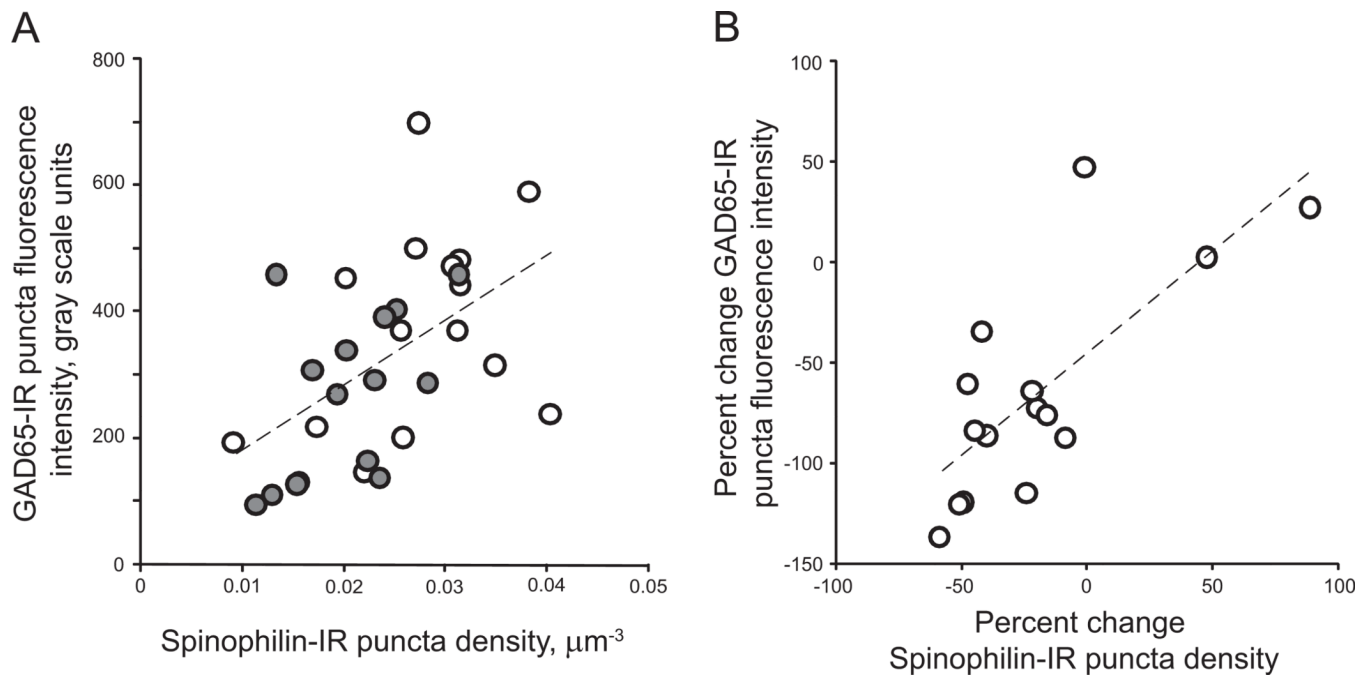 A
GAD65-IR puncta fluorescence
intensity, gray scale units
800
600
400
200
0
0
0.01
0.02
0.03
0.04
0.05
Spinophilin-IR puncta density, μm-3
B
Percent change GAD65-IR
puncta fluorescence intensity
100
50
0
-50
-100
-150
-100
-50
0
50
100
Percent change
Spinophilin-IR puncta density